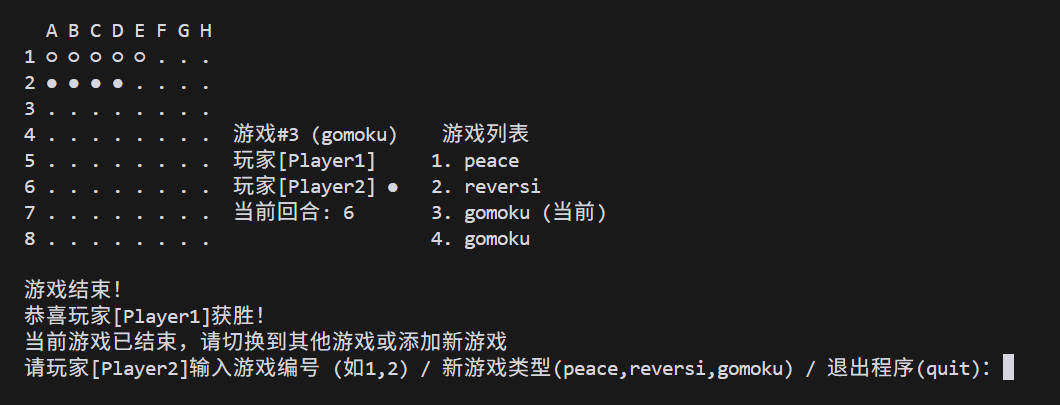 A B C D E F G H
1 ○ ○ ○ ○ ○ . . .
2 ● ● ● ● . . . .
3 . . . . . . . .
4 . . . . . . . . 游戏#3 (gomoku) 游戏列表
5 . . . . . . . . 玩家[Player1] 1. peace
6 . . . . . . . . 玩家[Player2] ● 2. reversi
7 . . . . . . . . 当前回合: 6 3. gomoku (当前)
8 . . . . . . . . 4. gomoku
游戏结束!
恭喜玩家[Player1]获胜!
当前游戏已结束，请切换到其他游戏或添加新游戏
请玩家[Player2]输入游戏编号 (如1,2) / 新游戏类型(peace,reversi,gomoku) / 退出程序(quit):